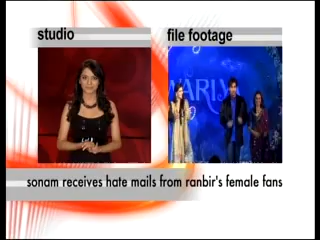 studio
file footage
sonam receives hate mails from ranbir's female fans